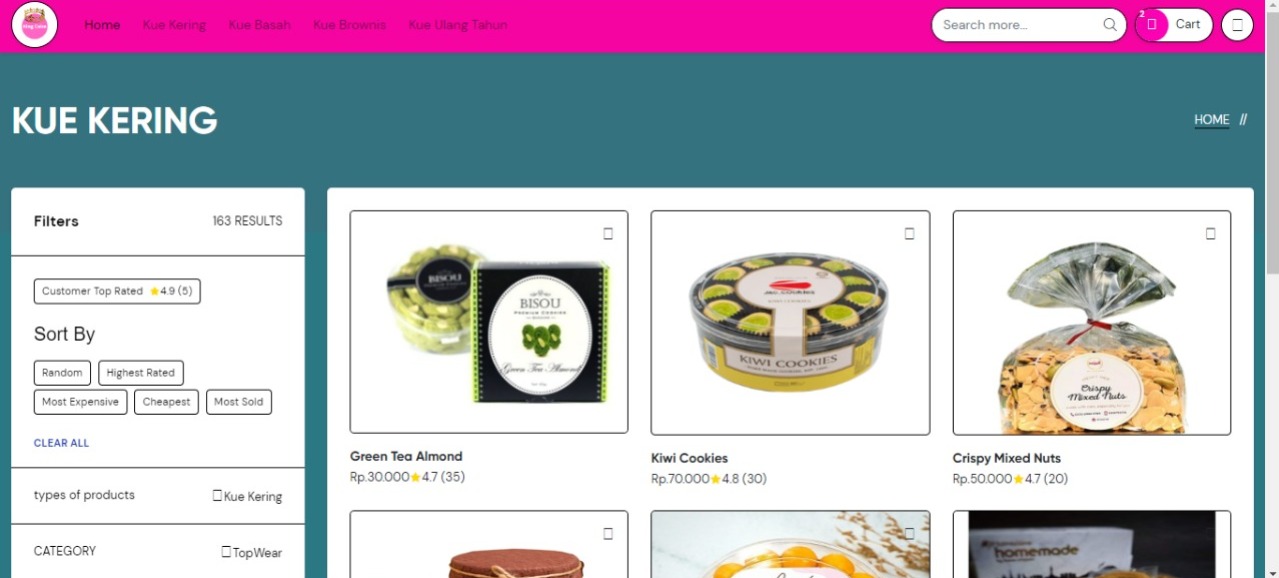 Home Kue Kering Kue Basah Kue Brownis Kue Ulang Tahun Search more... 2 Cart
KUE KERING
HOME //
Filters 163 RESULTS
Customer Top Rated ★4.9 (5)
Sort By
Random Highest Rated
Most Expensive Cheapest Most Sold
CLEAR ALL
types of products Kue Kering
CATEGORY TopWear
BISOU
BISOU
PREMIUM COOKIES
Green Tea Almond
KIWI COOKIES
KIWI COOKIES
Crispy
Mixed Nuts
Green Tea Almond
Rp.30.000★4.7 (35)
Kiwi Cookies
Rp.70.000★4.8 (30)
Crispy Mixed Nuts
Rp.50.000★4.7 (20)
homemade